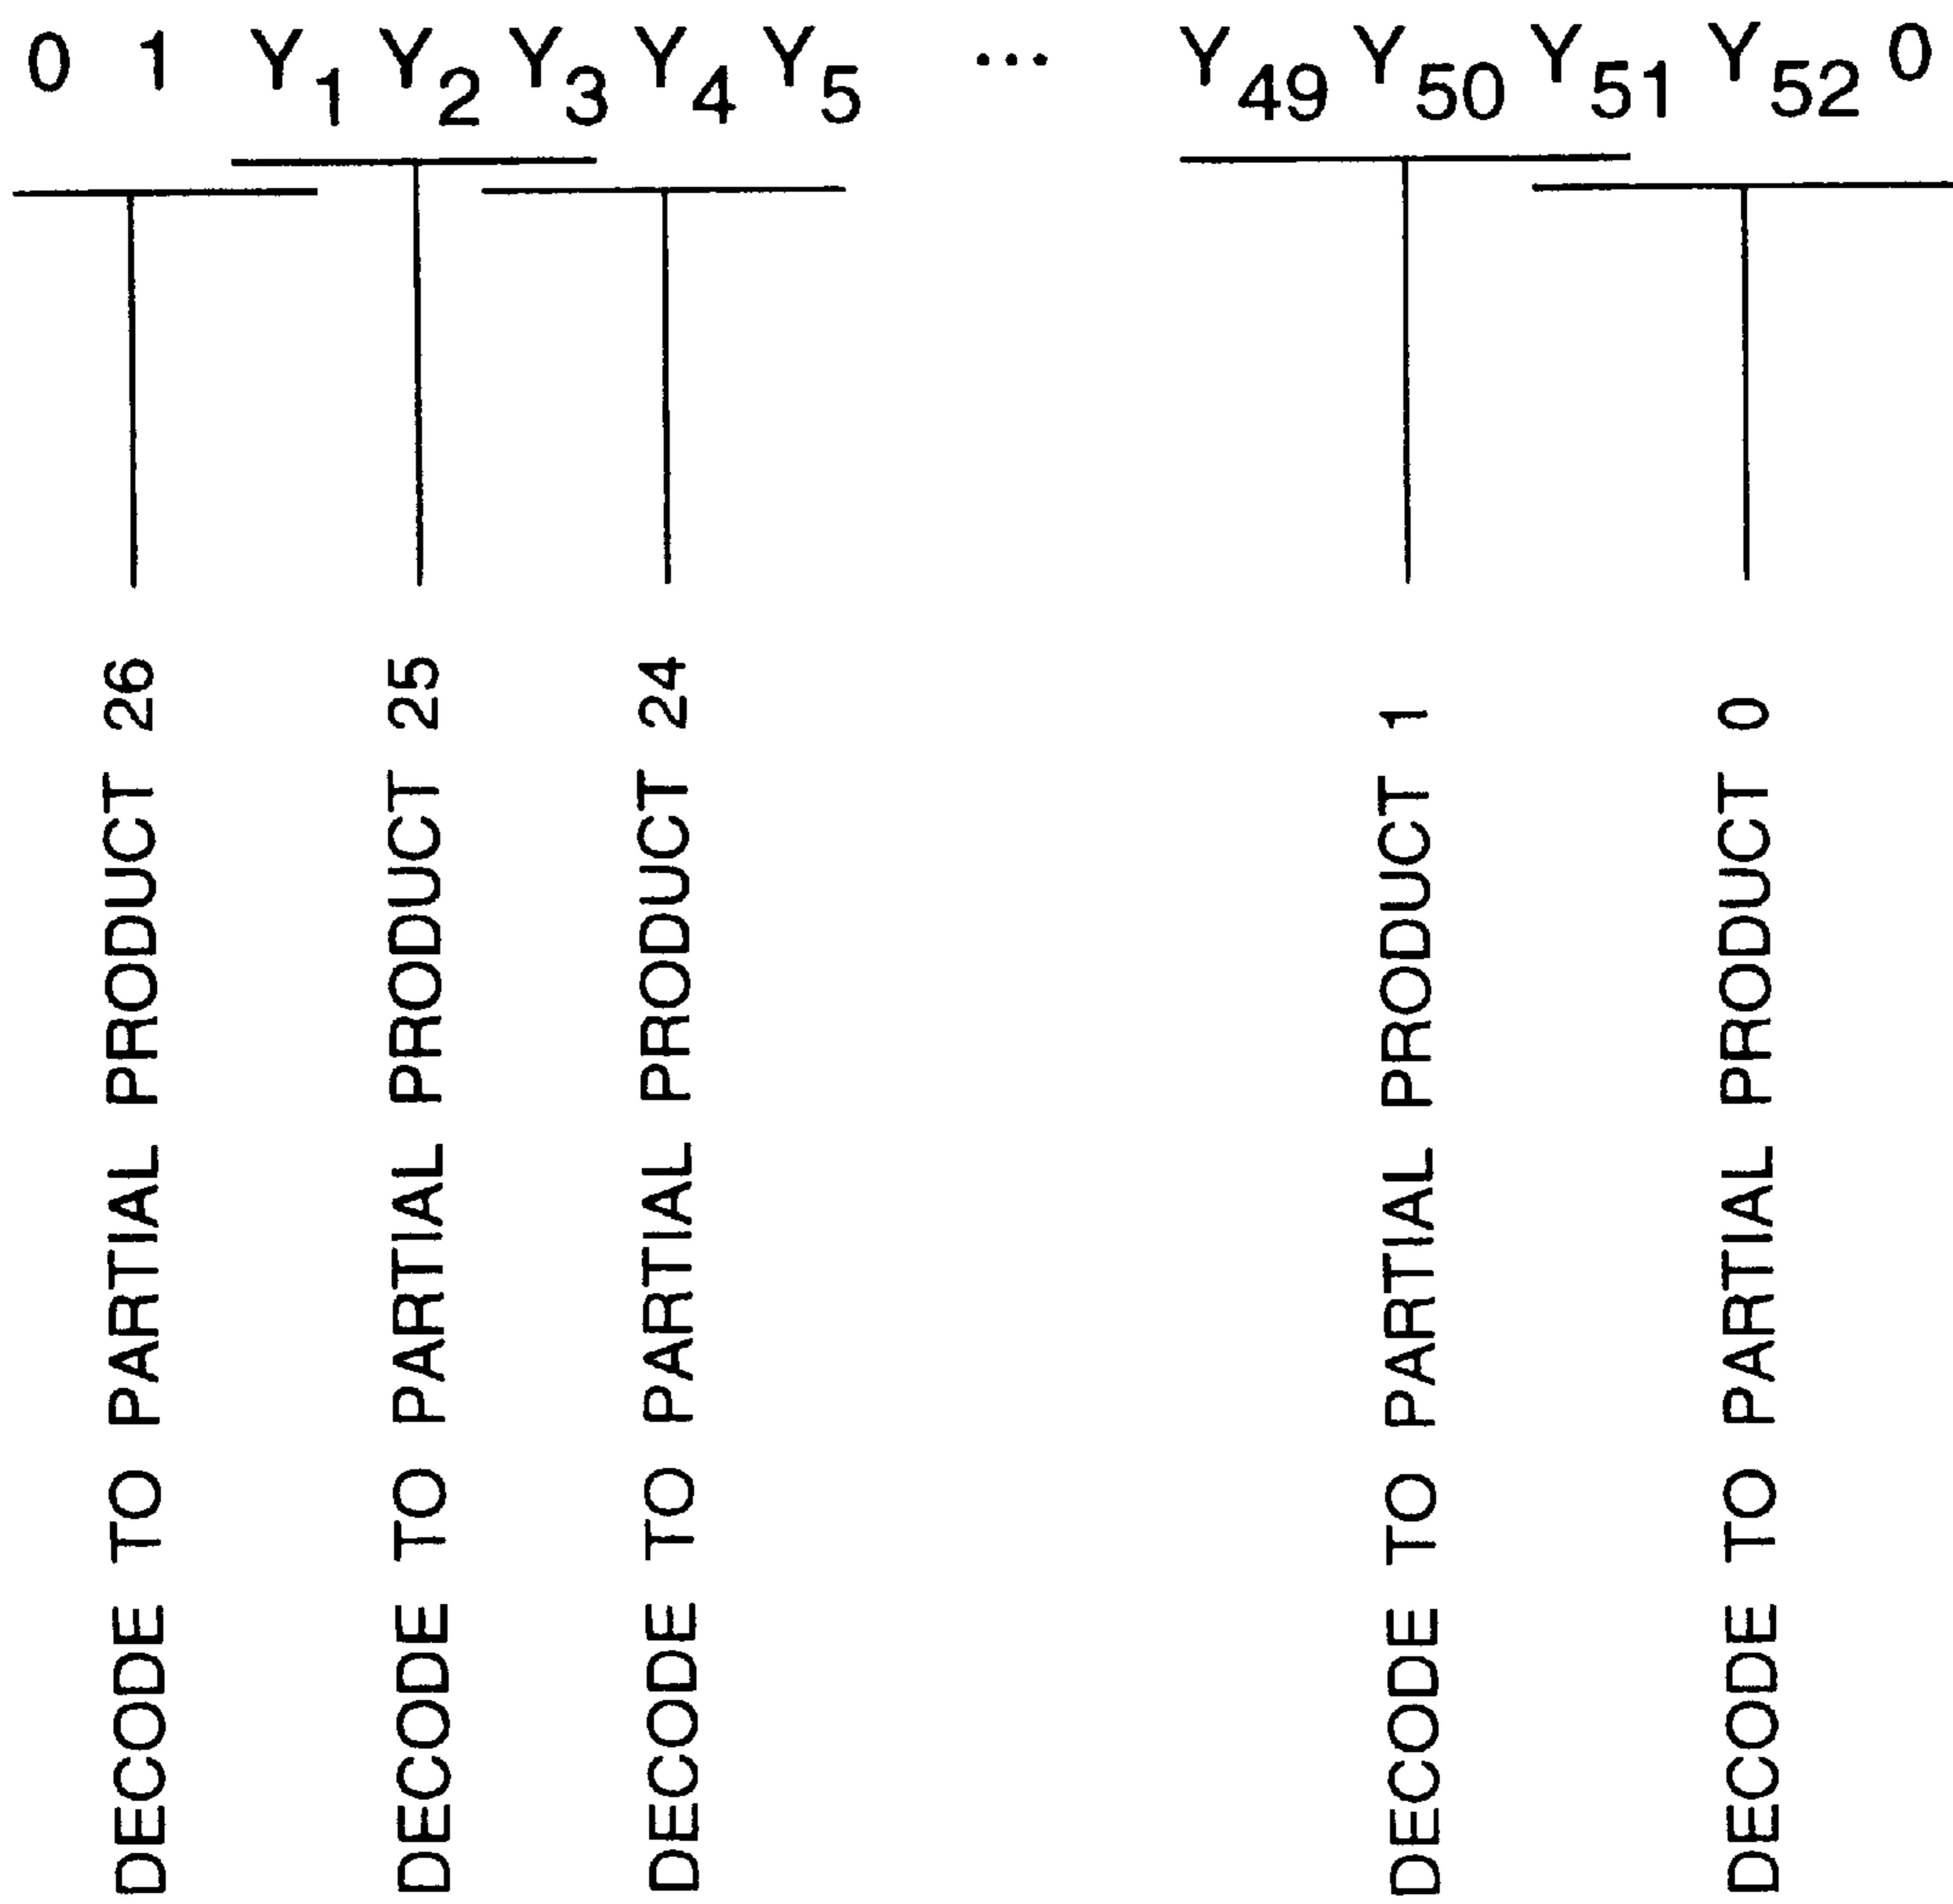 0 1 Y1 Y2 Y3 Y4 Y5 ... Y49 Y50 Y51 Y52 0
DECODE TO PARTIAL PRODUCT 26
DECODE TO PARTIAL PRODUCT 25
DECODE TO PARTIAL PRODUCT 24
DECODE TO PARTIAL PRODUCT 1
DECODE TO PARTIAL PRODUCT 0